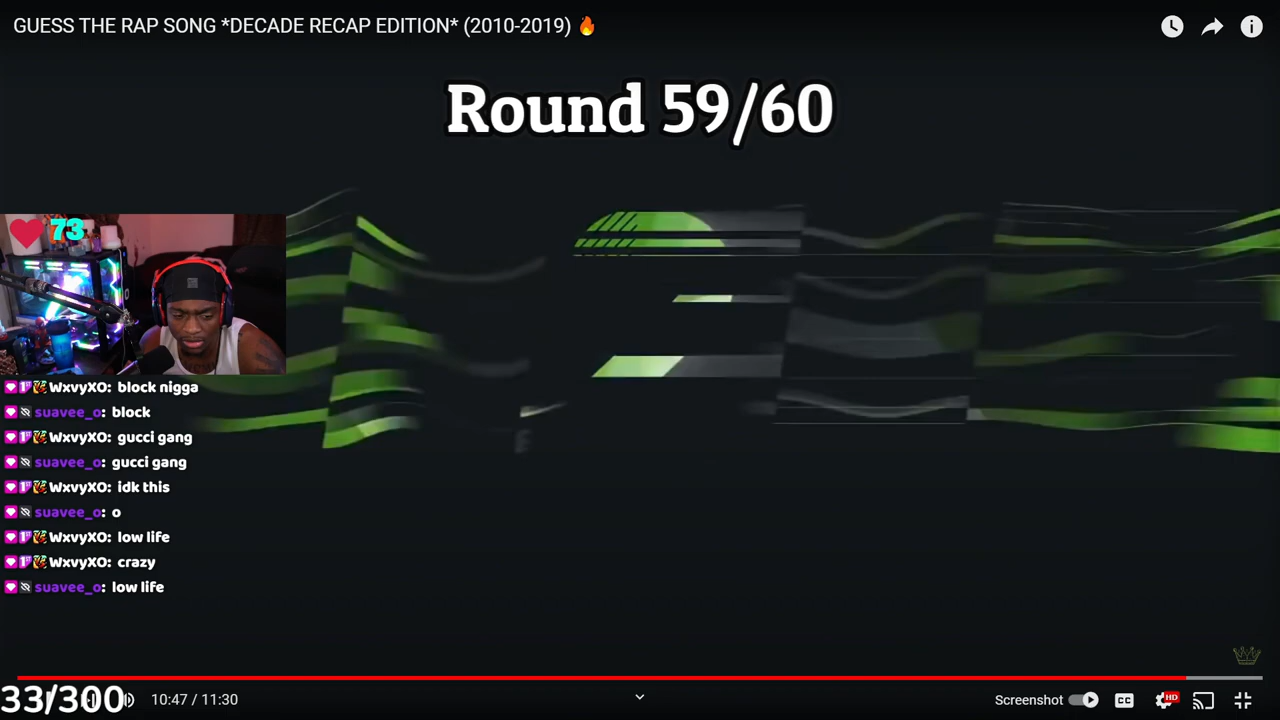 GUESS THE RAP SONG *DECADE RECAP EDITION* (2010-2019) 🔥
Round 59/60
73
WxvyXO: block nigga
suavee_o: block
WxvyXO: gucci gang
suavee_o: gucci gang
WxvyXO: idk this
suavee_o: o
WxvyXO: low life
WxvyXO: crazy
suavee_o: low life
33/300
10:47 / 11:30
Screenshot
CC
HD